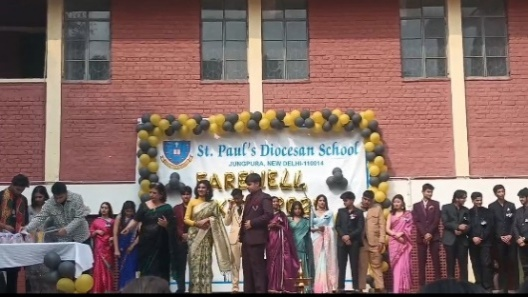 St. Paul's Diocesan School
JUNGPURA, NEW DELHI-110014
FAREWELL